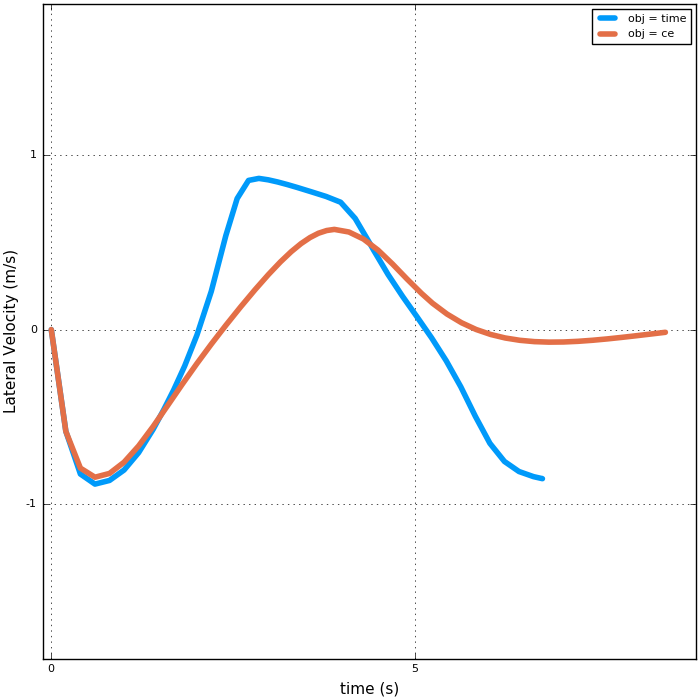 obj = time
obj = ce
1
0
-1
Lateral Velocity (m/s)
0
5
time (s)